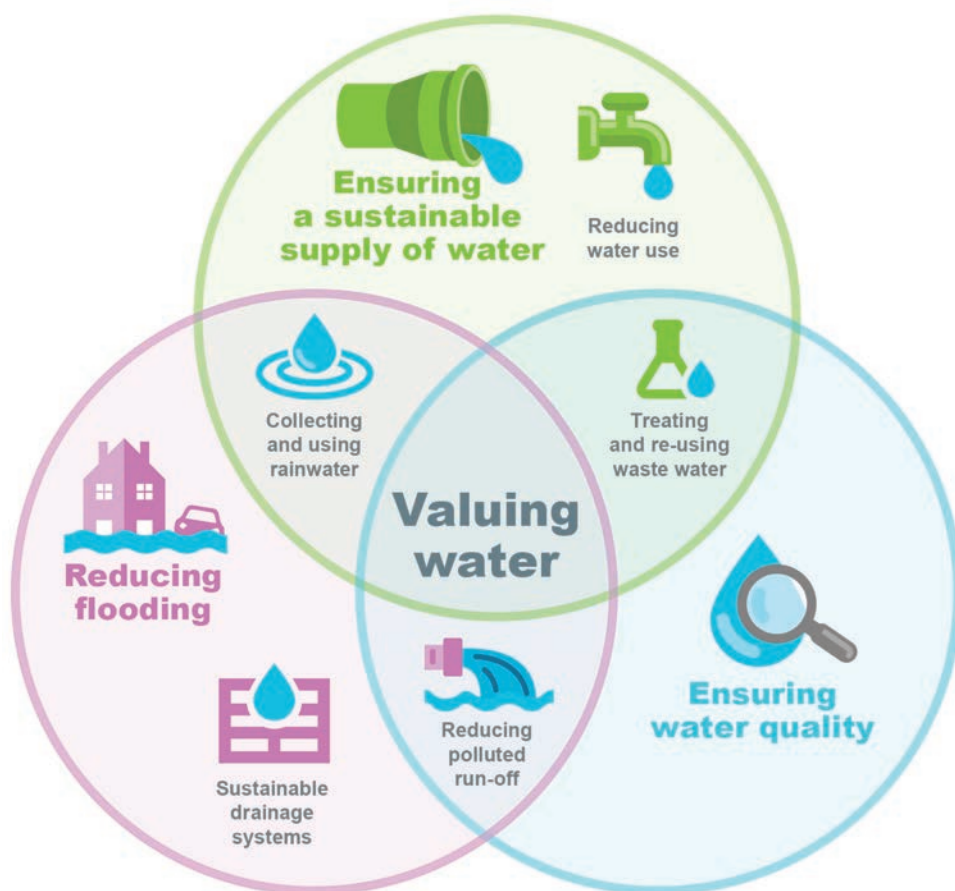 Ensuring
a sustainable
supply of water
Reducing
water use
Collecting
and using
rainwater
Treating
and re-using
waste water
Valuing
water
Reducing
flooding
Ensuring
water quality
Sustainable
drainage
systems
Reducing
polluted
run-off